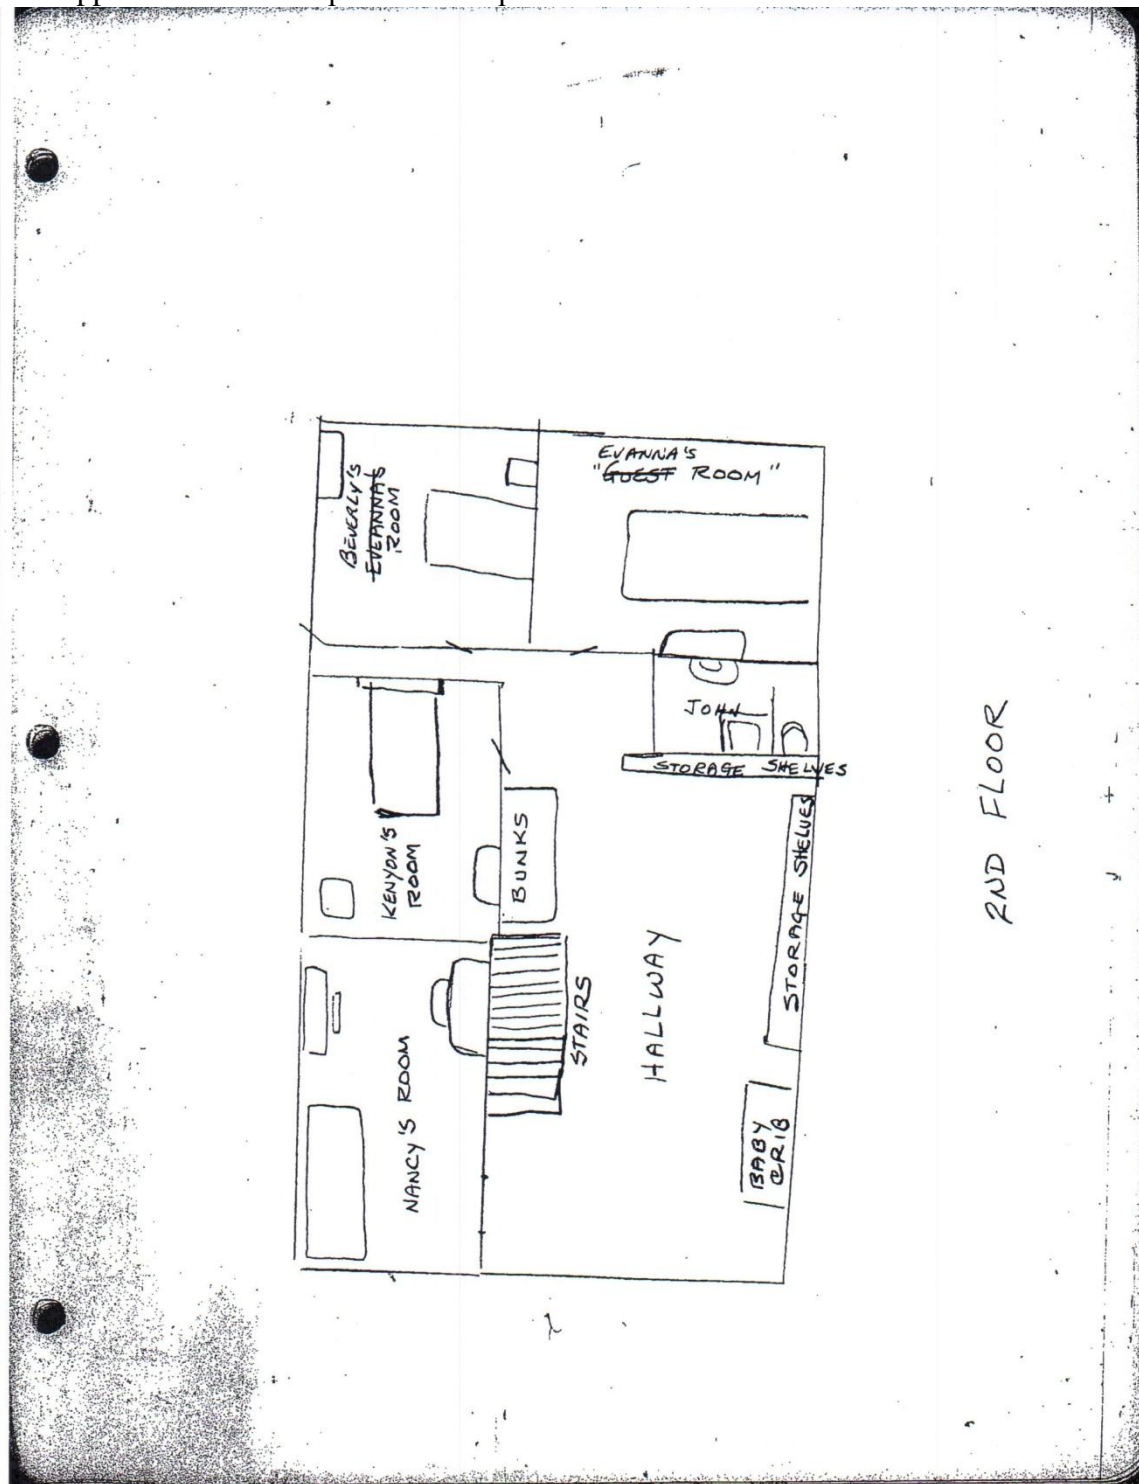 EVANNA'S
"GUEST ROOM"
BEVERLY'S
EVEANNA'S
ROOM
JOHN
STORAGE SHELVES
KENYON'S
ROOM
BUNKS
STORAGE SHELVES
STAIRS
HALLWAY
NANCY'S ROOM
BABY
CRIB
2ND FLOOR